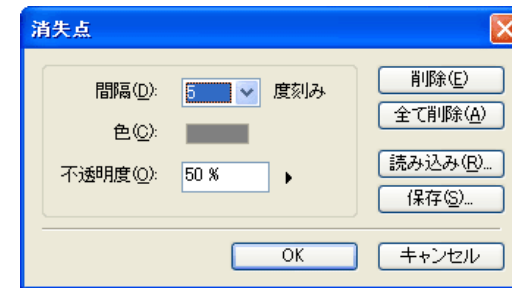 消失点
間隔(D): 5 度刻み
色(C):
不透明度(O): 50 %
削除(E)
全て削除(A)
読み込み(R)...
保存(S)...
OK
キャンセル